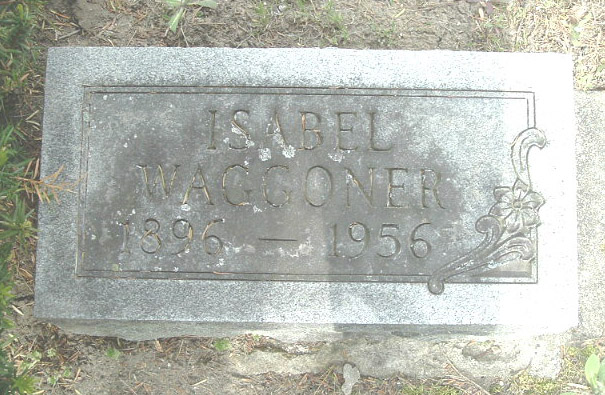 ISABEL
WAGGONER
1896 — 1956